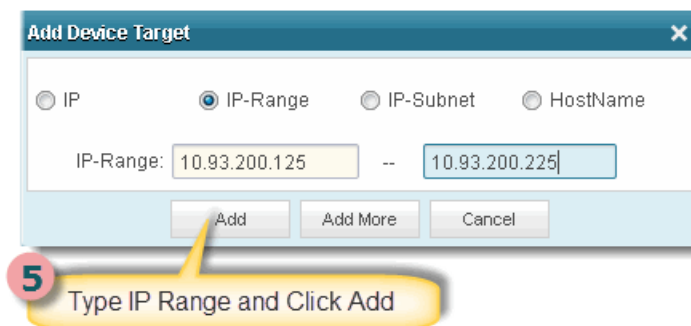 Add Device Target
IP IP-Range IP-Subnet HostName
IP-Range: 10.93.200.125 -- 10.93.200.225
Add Add More Cancel
5
Type IP Range and Click Add